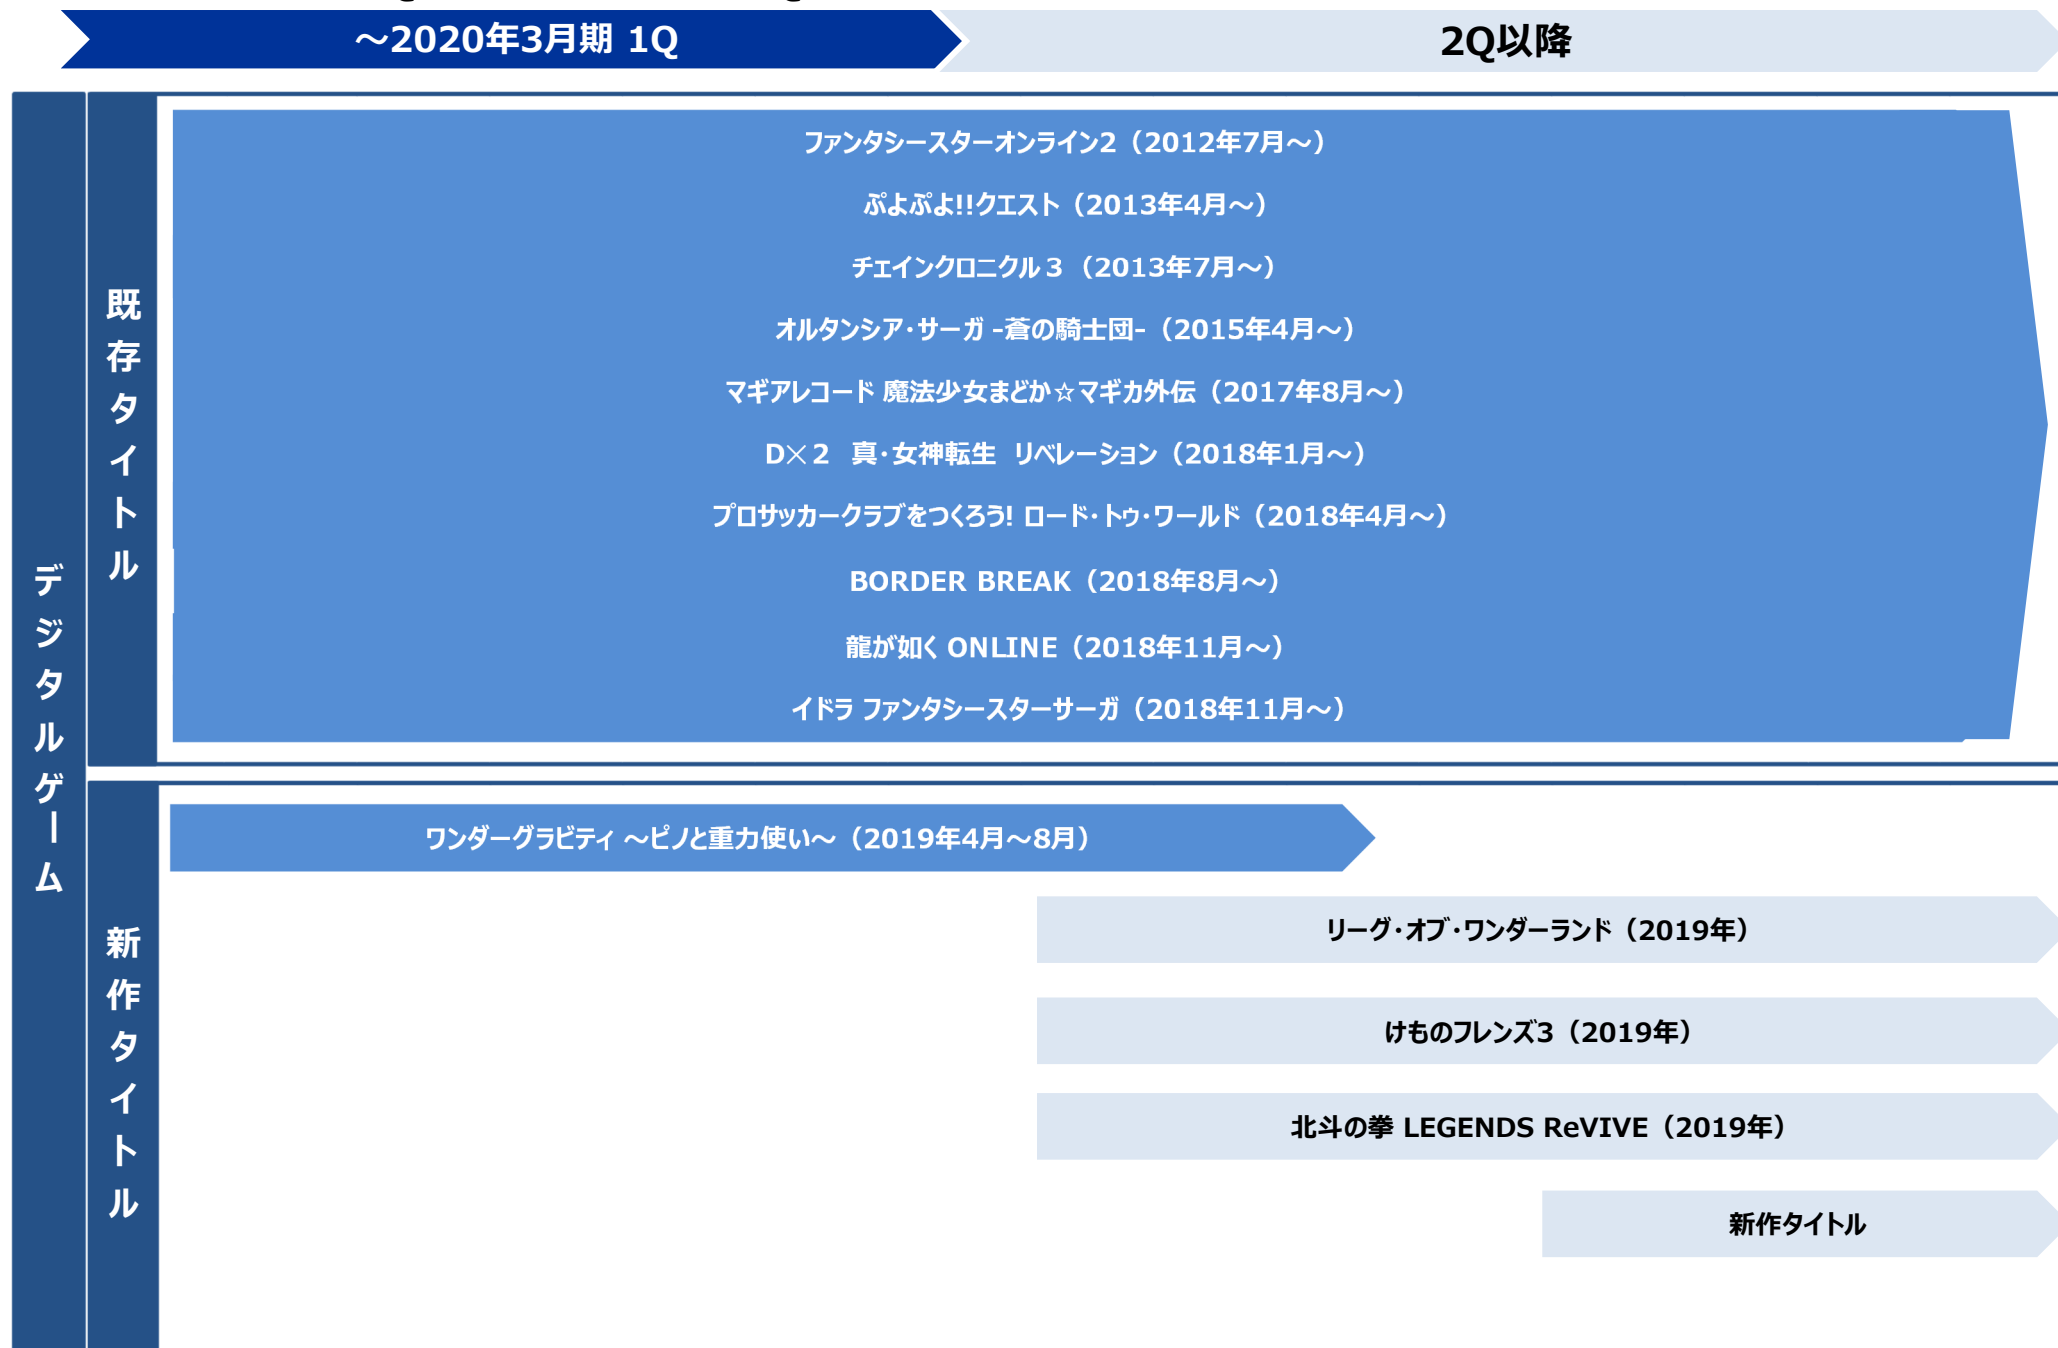 ～2020年3月期 1Q
2Q以降
デジタルゲーム
既存タイトル
ファンタシースターオンライン2（2012年7月～）
ぷよぷよ!!クエスト（2013年4月～）
チェインクロニクル３（2013年7月～）
オルタンシア・サーガ -蒼の騎士団-（2015年4月～）
マギアレコード 魔法少女まどか☆マギカ外伝（2017年8月～）
D×２　真・女神転生　リベレーション（2018年1月～）
プロサッカークラブをつくろう! ロード・トゥ・ワールド（2018年4月～）
BORDER BREAK（2018年8月～）
龍が如く ONLINE（2018年11月～）
イドラ ファンタシースターサーガ（2018年11月～）
新作タイトル
ワンダーグラビティ ～ピノと重力使い～（2019年4月～8月）
リーグ・オブ・ワンダーランド（2019年）
けものフレンズ3（2019年）
北斗の拳 LEGENDS ReVIVE（2019年）
新作タイトル